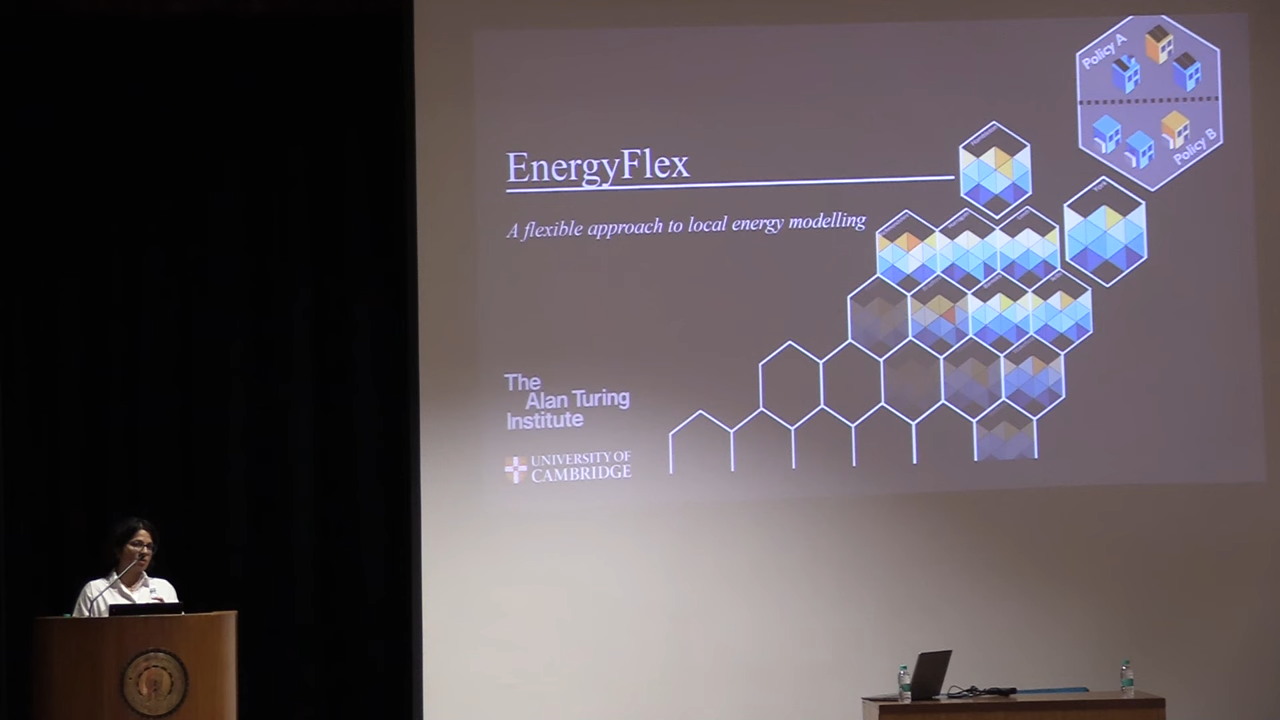 EnergyFlex
A flexible approach to local energy modelling
The
Alan Turing
Institute
UNIVERSITY OF
CAMBRIDGE
Policy A
Policy B